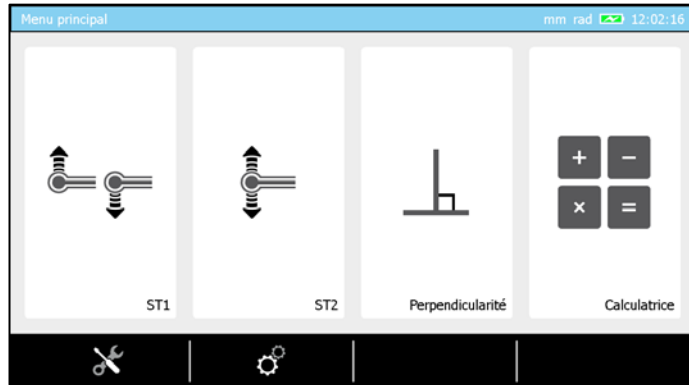 Menu principal
mm rad 12:02:16
+ −
× =
ST1
ST2
Perpendicularité
Calculatrice